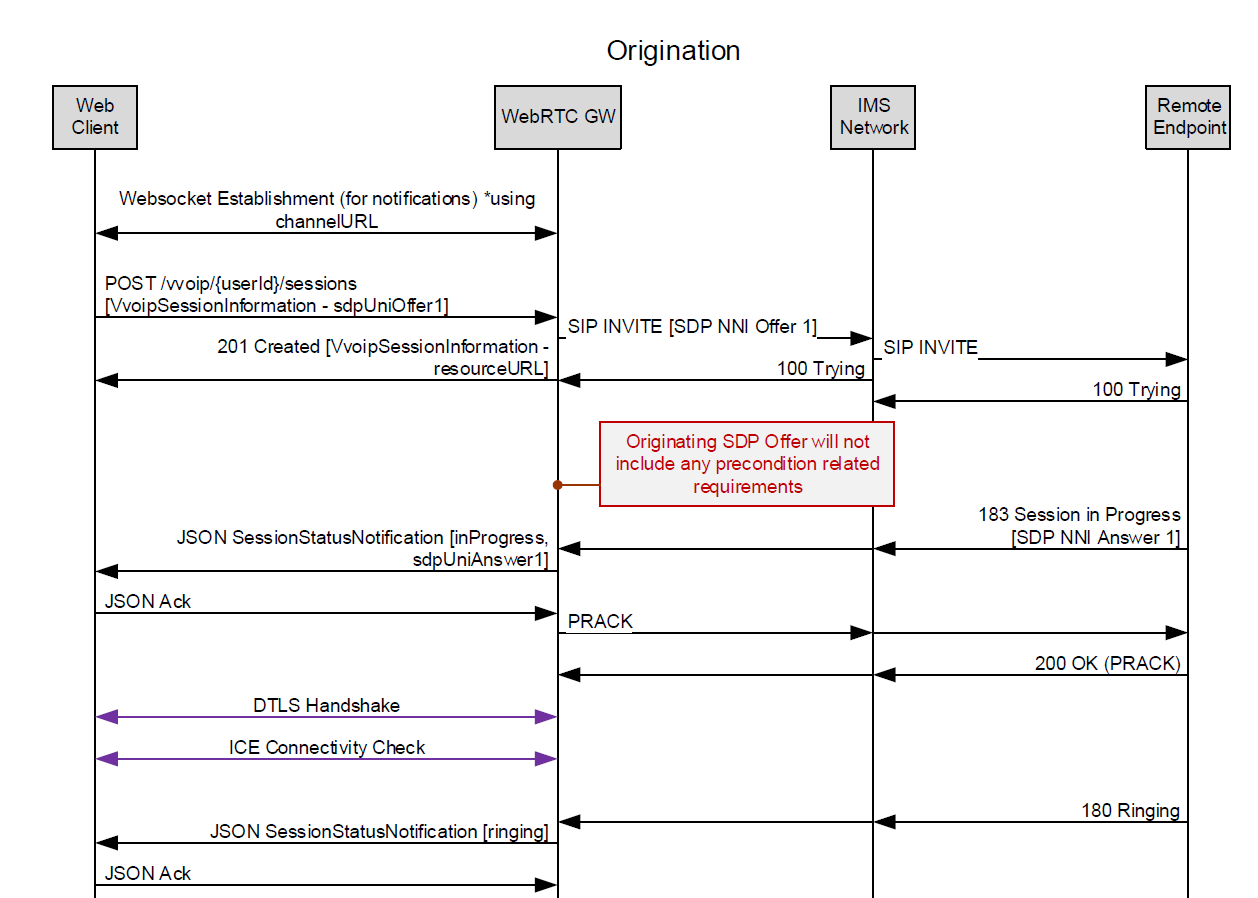 Origination
Web
Client
WebRTC GW
IMS
Network
Remote
Endpoint
Websocket Establishment (for notifications) *using
channelURL
POST /vvoip/{userId}/sessions
[VvoipSessionInformation - sdpUniOffer1]
SIP INVITE [SDP NNI Offer 1]
SIP INVITE
201 Created [VvoipSessionInformation -
resourceURL]
100 Trying
100 Trying
Originating SDP Offer will not
include any precondition related
requirements
183 Session in Progress
[SDP NNI Answer 1]
JSON SessionStatusNotification [inProgress,
sdpUniAnswer1]
JSON Ack
PRACK
200 OK (PRACK)
DTLS Handshake
ICE Connectivity Check
180 Ringing
JSON SessionStatusNotification [ringing]
JSON Ack